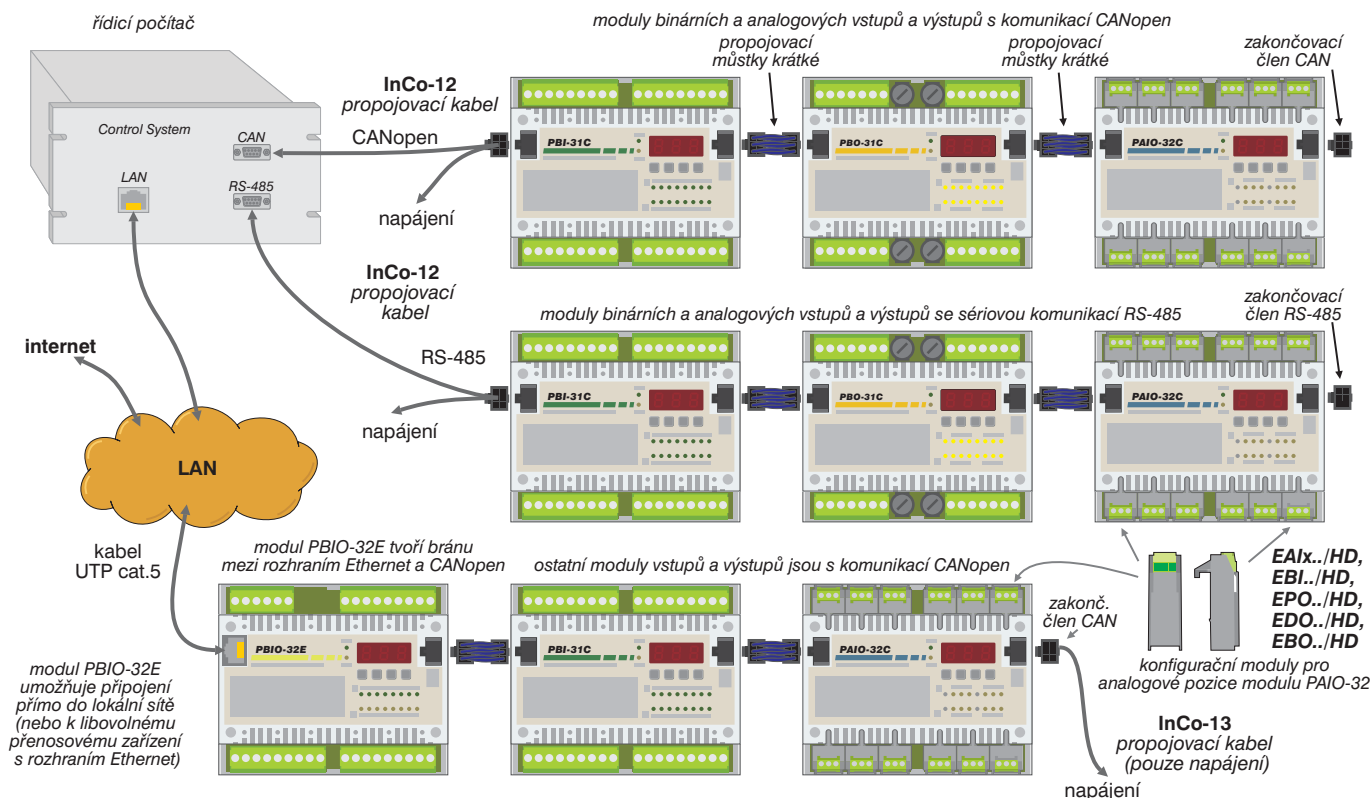 řídicí počítač
Control System
CAN
LAN
RS-485
moduly binárních a analogových vstupů a výstupů s komunikací CANopen
InCo-12
propojovací kabel
CANopen
napájení
propojovací
můstky krátké
propojovací
můstky krátké
zakončovací
člen CAN
PBI-31C
PBO-31C
PAIO-32C
InCo-12
propojovací
kabel
RS-485
napájení
moduly binárních a analogových vstupů a výstupů se sériovou komunikací RS-485
zakončovací
člen RS-485
PBI-31C
PBO-31C
PAIO-32C
internet
LAN
kabel
UTP cat.5
modul PBIO-32E tvoří bránu
mezi rozhraním Ethernet a CANopen
ostatní moduly vstupů a výstupů jsou s komunikací CANopen
PBIO-32E
PBI-31C
PAIO-32C
zakonč.
člen CAN
EAIx../HD,
EBI../HD,
EPO../HD,
EDO../HD,
EBO../HD
konfigurační moduly pro
analogové pozice modulu PAIO-32
modul PBIO-32E
umožňuje připojení
přímo do lokální sítě
(nebo k libovolnému
přenosovému zařízení
s rozhraním Ethernet)
InCo-13
propojovací kabel
(pouze napájení)
napájení